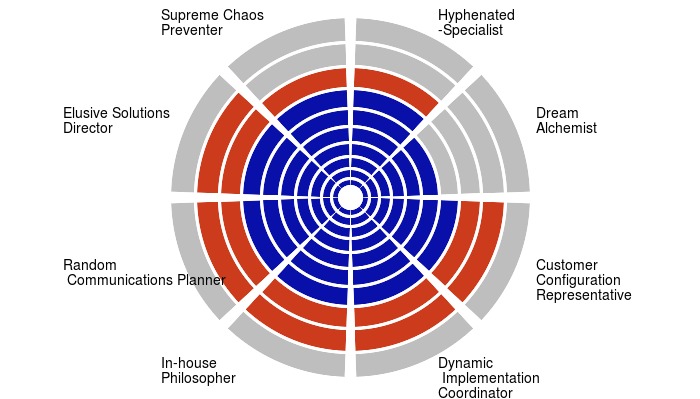 Supreme Chaos
Preventer
Hyphenated
-Specialist
Elusive Solutions
Director
Dream
Alchemist
Random
Communications Planner
Customer
Configuration
Representative
In-house
Philosopher
Dynamic
Implementation
Coordinator